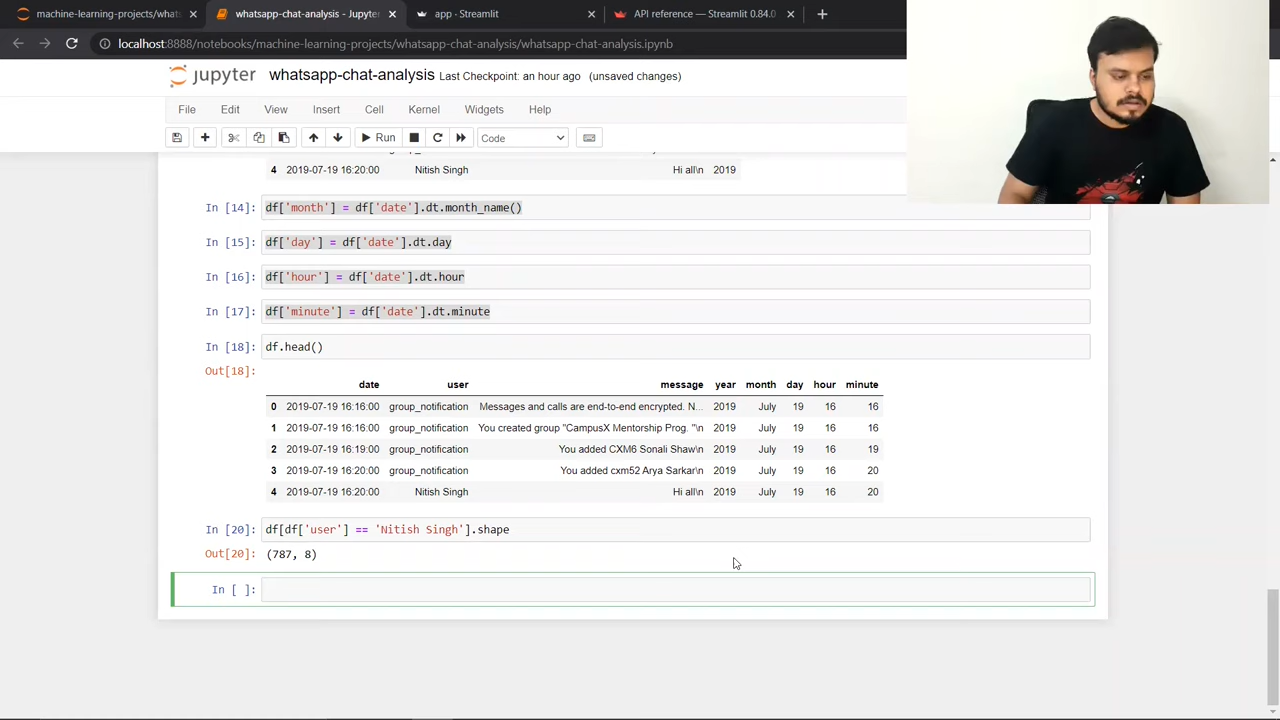 machine-learning-projects/whats
whatsapp-chat-analysis - Jupyter
app · Streamlit
API reference — Streamlit 0.84.0
localhost:8888/notebooks/machine-learning-projects/whatsapp-chat-analysis/whatsapp-chat-analysis.ipynb
jupyter whatsapp-chat-analysis Last Checkpoint: an hour ago (unsaved changes)
File Edit View Insert Cell Kernel Widgets Help
Run Code
4 2019-07-19 16:20:00 Nitish Singh Hi all\n 2019
In [14]: df['month'] = df['date'].dt.month_name()
In [15]: df['day'] = df['date'].dt.day
In [16]: df['hour'] = df['date'].dt.hour
In [17]: df['minute'] = df['date'].dt.minute
In [18]: df.head()
Out[18]:
date user message year month day hour minute
0 2019-07-19 16:16:00 group_notification Messages and calls are end-to-end encrypted. N... 2019 July 19 16 16
1 2019-07-19 16:16:00 group_notification You created group "CampusX Mentorship Prog. "\n 2019 July 19 16 16
2 2019-07-19 16:19:00 group_notification You added CXM6 Sonali Shaw\n 2019 July 19 16 19
3 2019-07-19 16:20:00 group_notification You added cxm52 Arya Sarkar\n 2019 July 19 16 20
4 2019-07-19 16:20:00 Nitish Singh Hi all\n 2019 July 19 16 20
In [20]: df[df['user'] == 'Nitish Singh'].shape
Out[20]: (787, 8)
In [ ]: